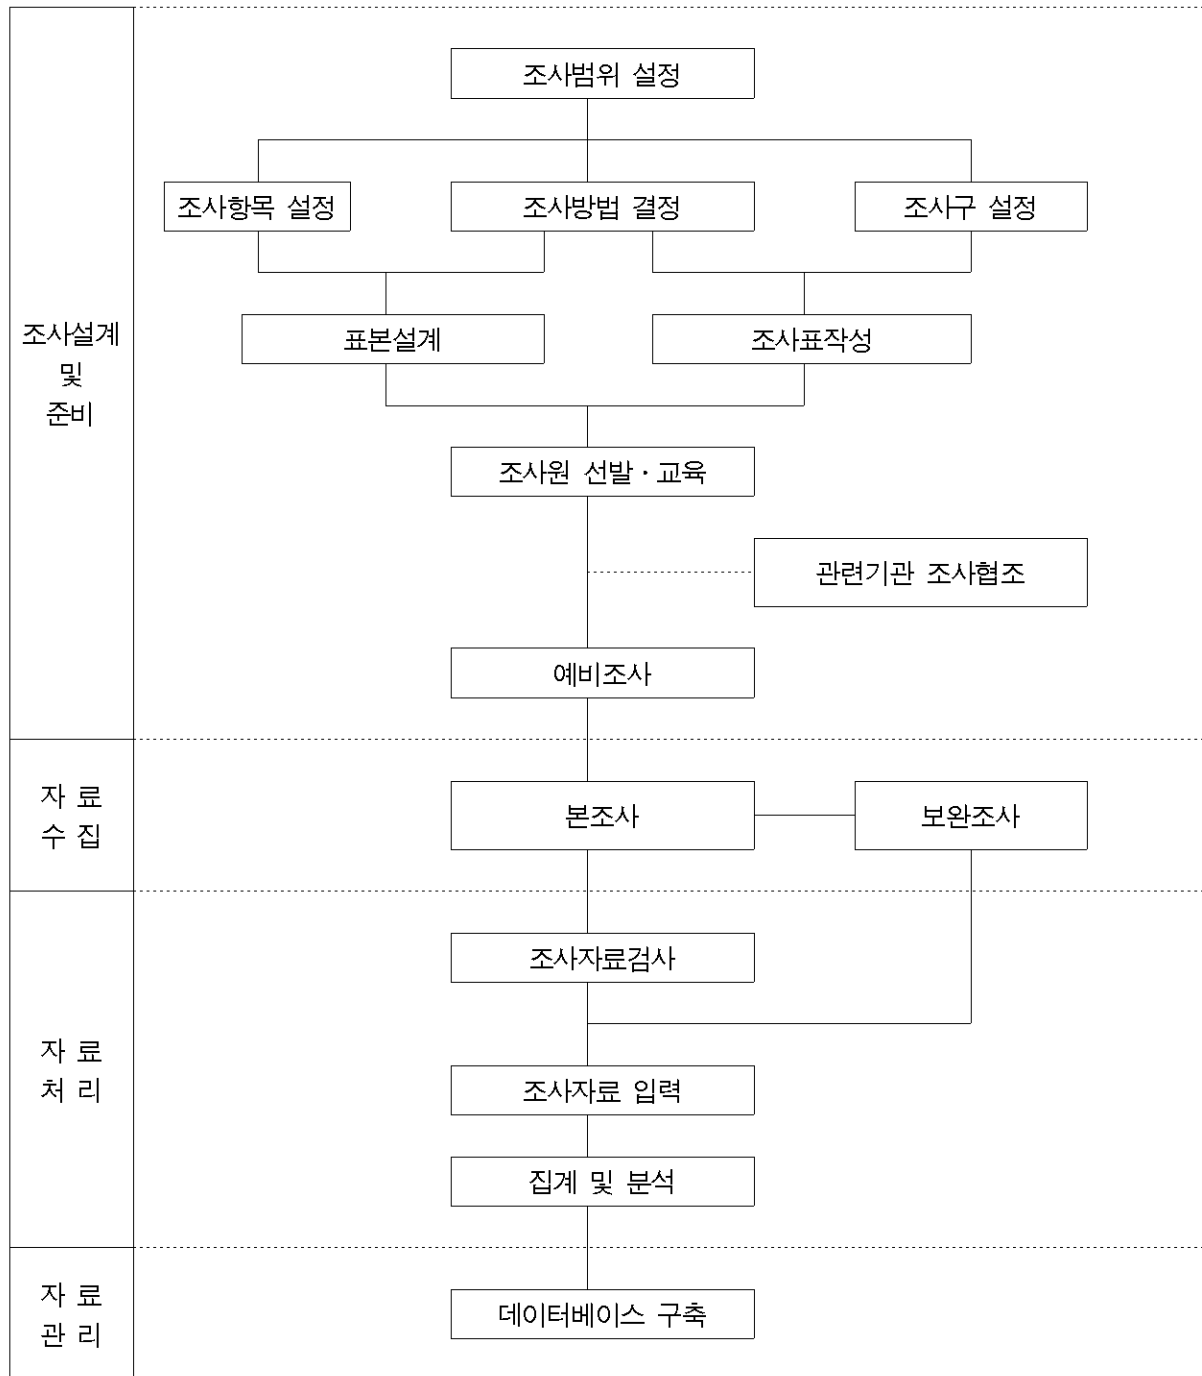 조사설계
및
준비
조사범위 설정
조사항목 설정
조사방법 결정
조사구 설정
표본설계
조사표작성
조사원 선발·교육
관련기관 조사협조
예비조사
자 료
수 집
본조사
보완조사
자 료
처 리
조사자료검사
조사자료 입력
집계 및 분석
자 료
관 리
데이터베이스 구축